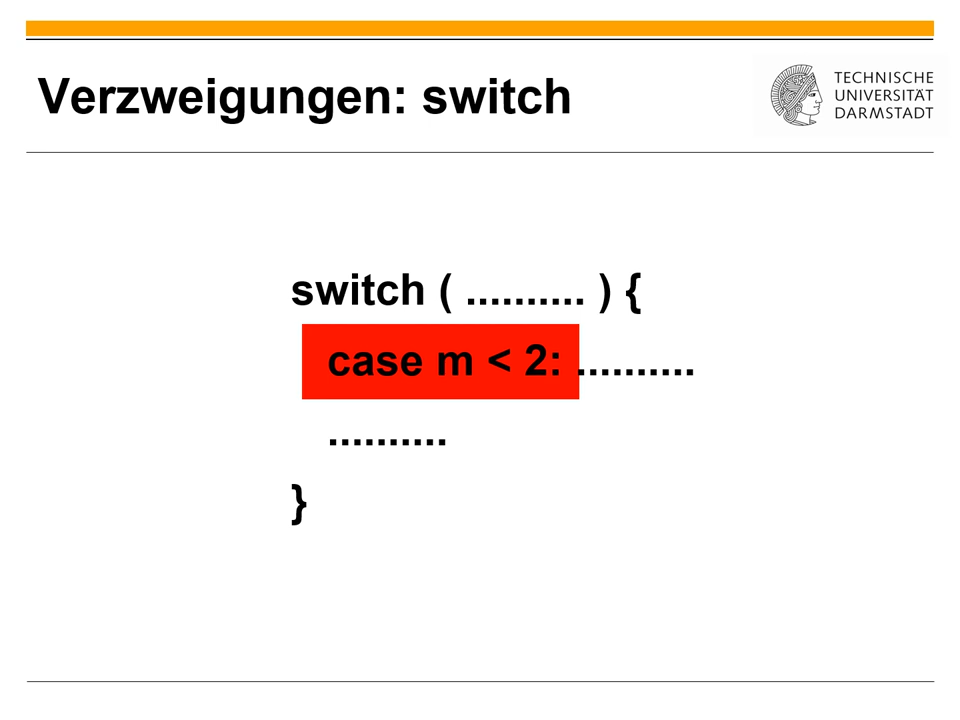 Verzweigungen: switch
TECHNISCHE
UNIVERSITÄT
DARMSTADT
switch ( .......... ) {
case m < 2: ..........
..........
}